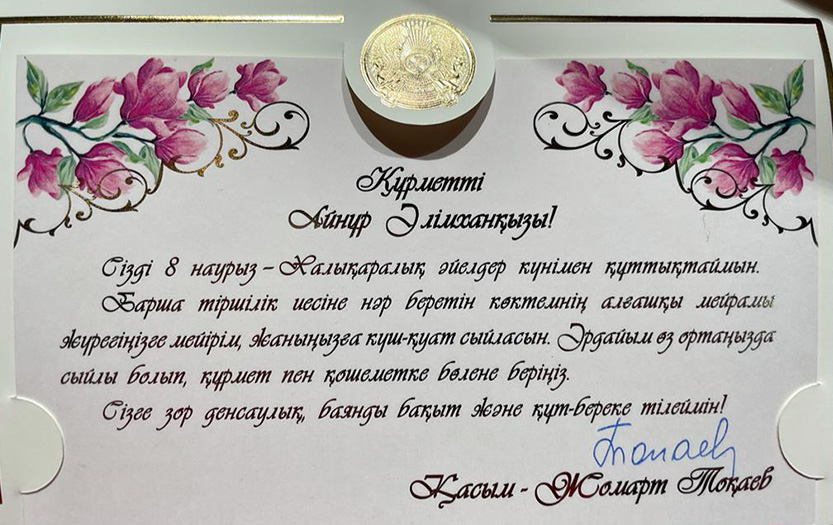 Құрметті
Айнұр Әлімханқызы!
Сізді 8 наурыз – Халықаралық әйелдер күнімен құттықтаймын.
Барша тіршілік иесіне нәр беретін көктемнің алғашқы мейрамы
жүрегіңізге мейірім, жаныңызға күш-қуат сыйласын. Әрдайым өз ортаңызда
сыйлы болып, құрмет пен қошеметке бөлене беріңіз.
Сізге зор денсаулық, баянды бақыт және құт-береке тілеймін!
Тоқаев
Қасым - Жомарт Тоқаев